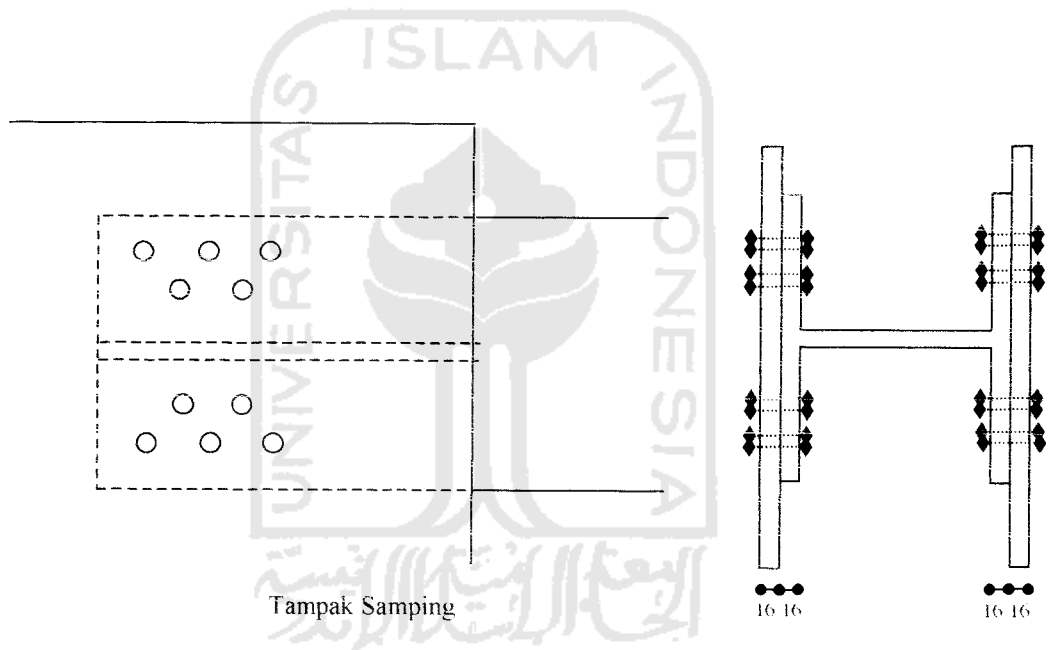 ISLAM
UNIVERSITAS
INDONESIA
Tampak Samping
16 16
16 16